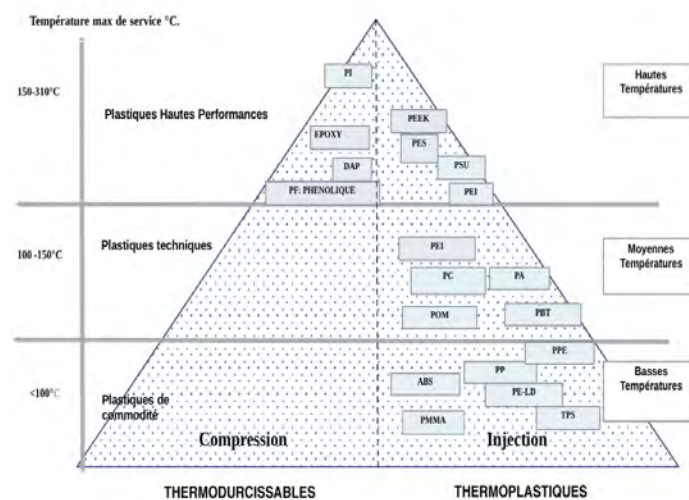 Température max de service °C.
150-310°C
PI
Hautes
Températures
Plastiques Hautes Performances
PEEK
EPOXY
PES
DAP
PSU
PF: PHENOLIQUE
PEI
100 -150°C
Plastiques techniques
PEI
Moyennes
Températures
PC
PA
POM
PBT
PPE
<100°C
Plastiques de
commodité
ABS
PP
PE-LD
Basses
Températures
PMMA
TPS
Compression
Injection
THERMODURCISSABLES
THERMOPLASTIQUES